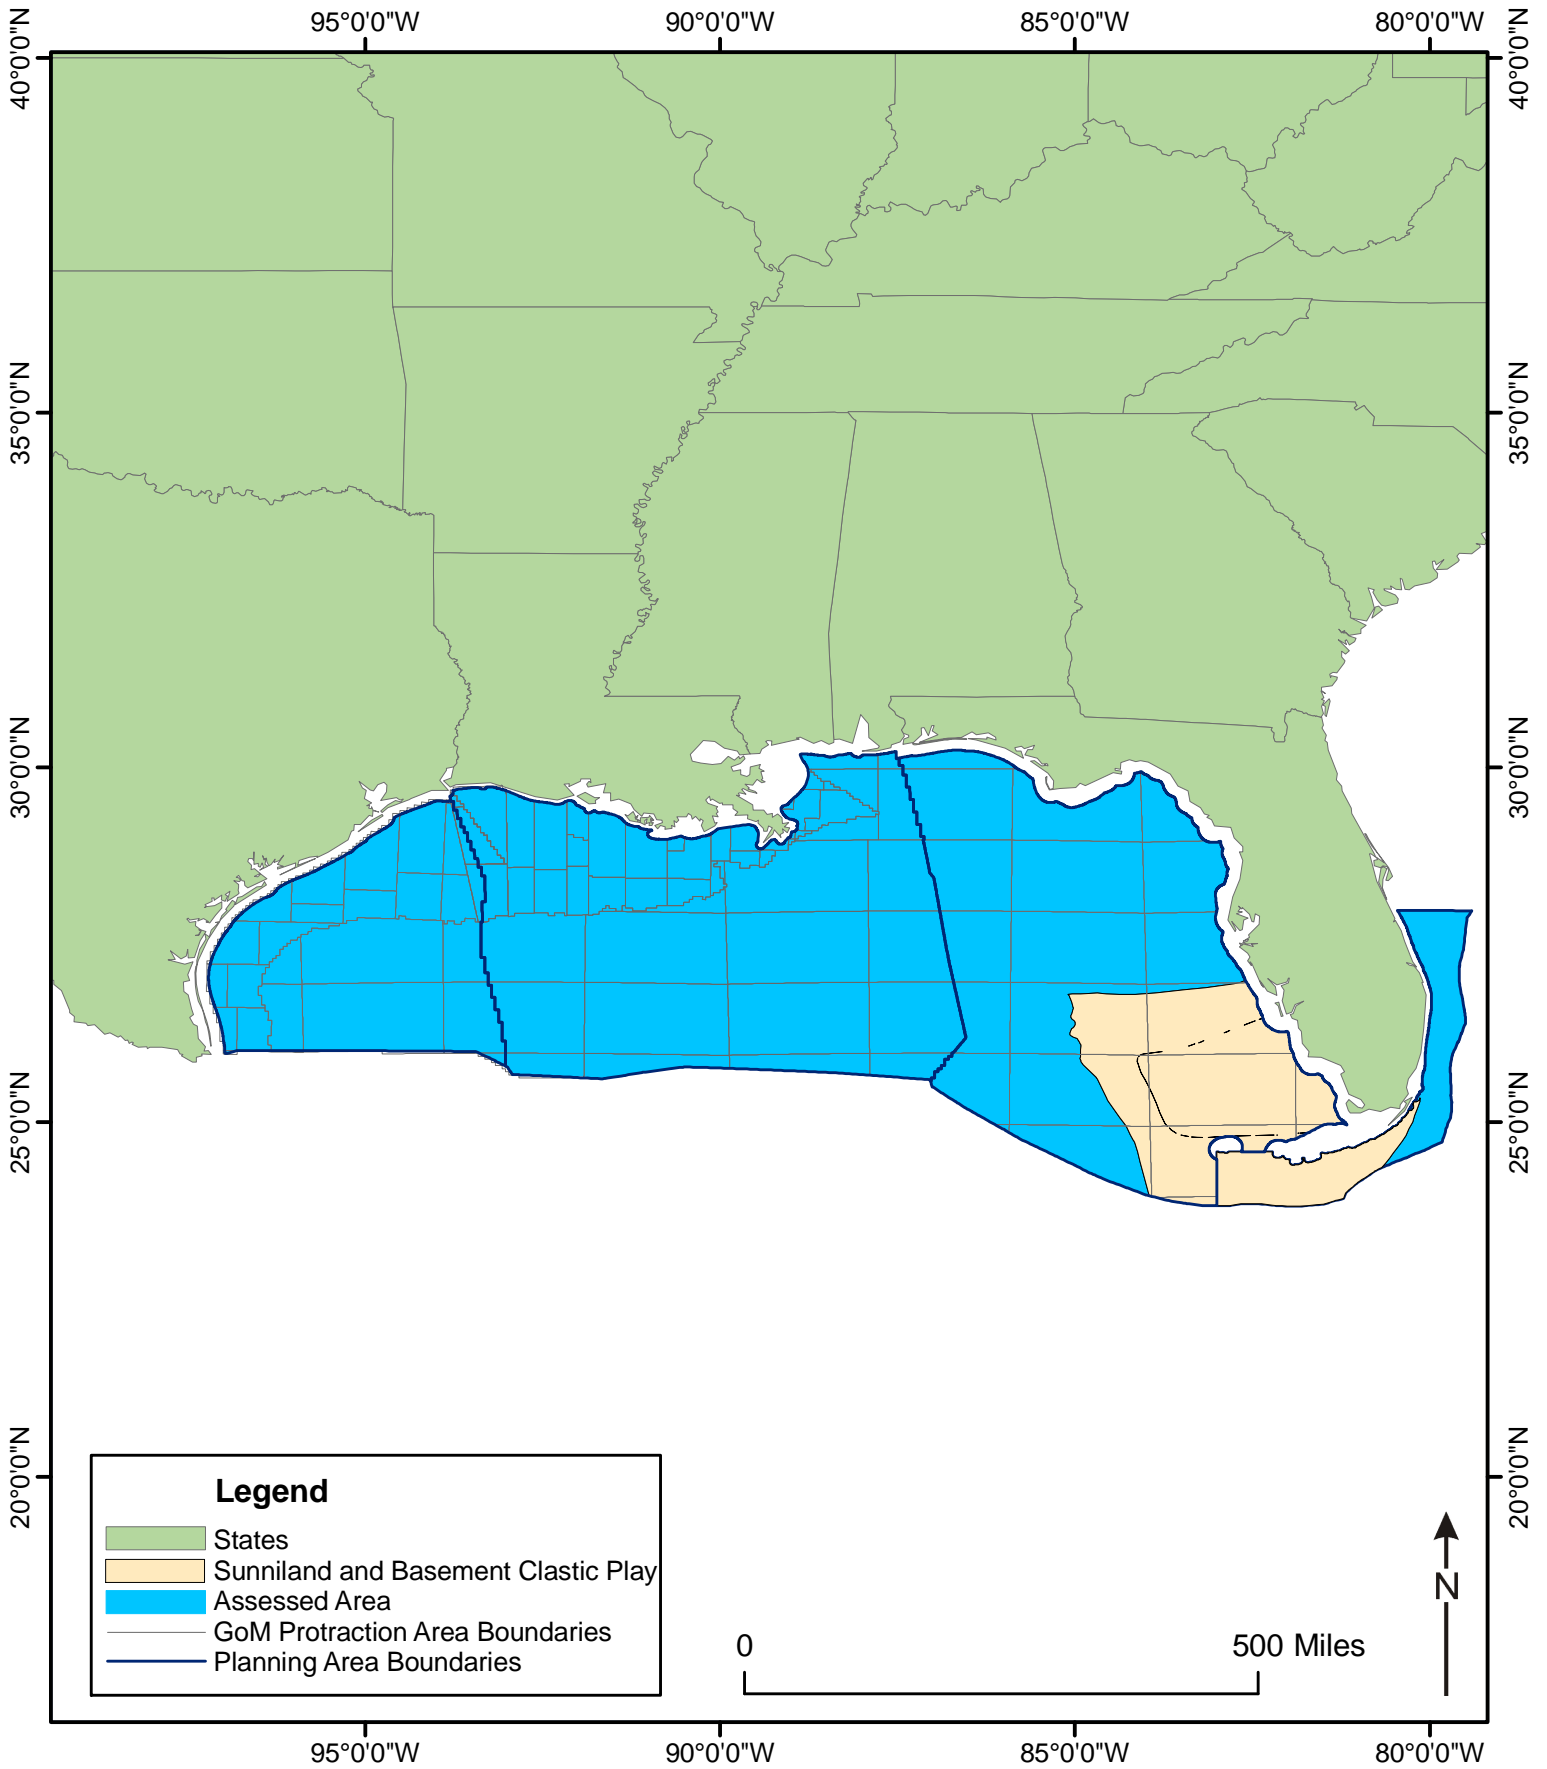 95°0'0"W
90°0'0"W
85°0'0"W
80°0'0"W
40°0'0"N
40°0'0"N
35°0'0"N
35°0'0"N
30°0'0"N
30°0'0"N
25°0'0"N
25°0'0"N
20°0'0"N
20°0'0"N
Legend
States
Sunniland and Basement Clastic Play
Assessed Area
GoM Protraction Area Boundaries
Planning Area Boundaries
0
500 Miles
N
95°0'0"W
90°0'0"W
85°0'0"W
80°0'0"W